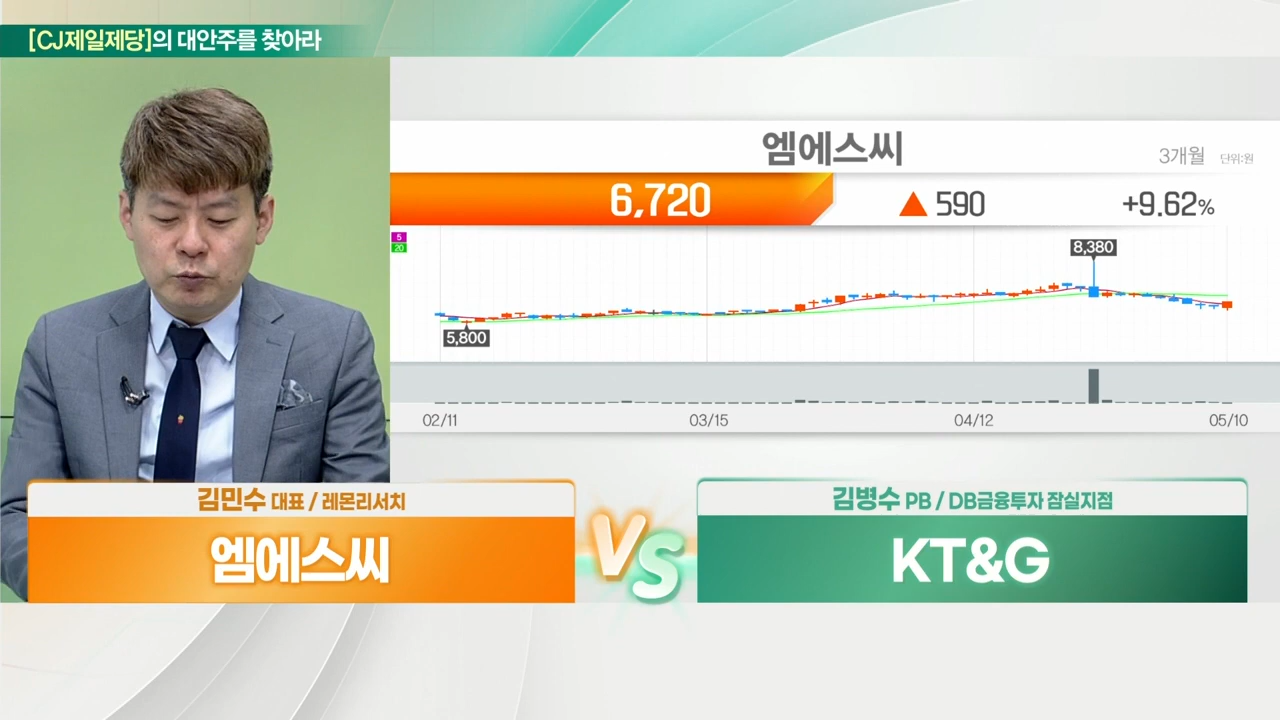 [CJ제일제당]의 대안주를 찾아라
엠에스씨
3개월 단위:원
6,720 ▲ 590 +9.62%
5
20
8,380
5,800
02/11 03/15 04/12 05/10
김민수 대표 / 레몬리서치
엠에스씨
VS
김병수 PB / DB금융투자 잠실지점
KT&G